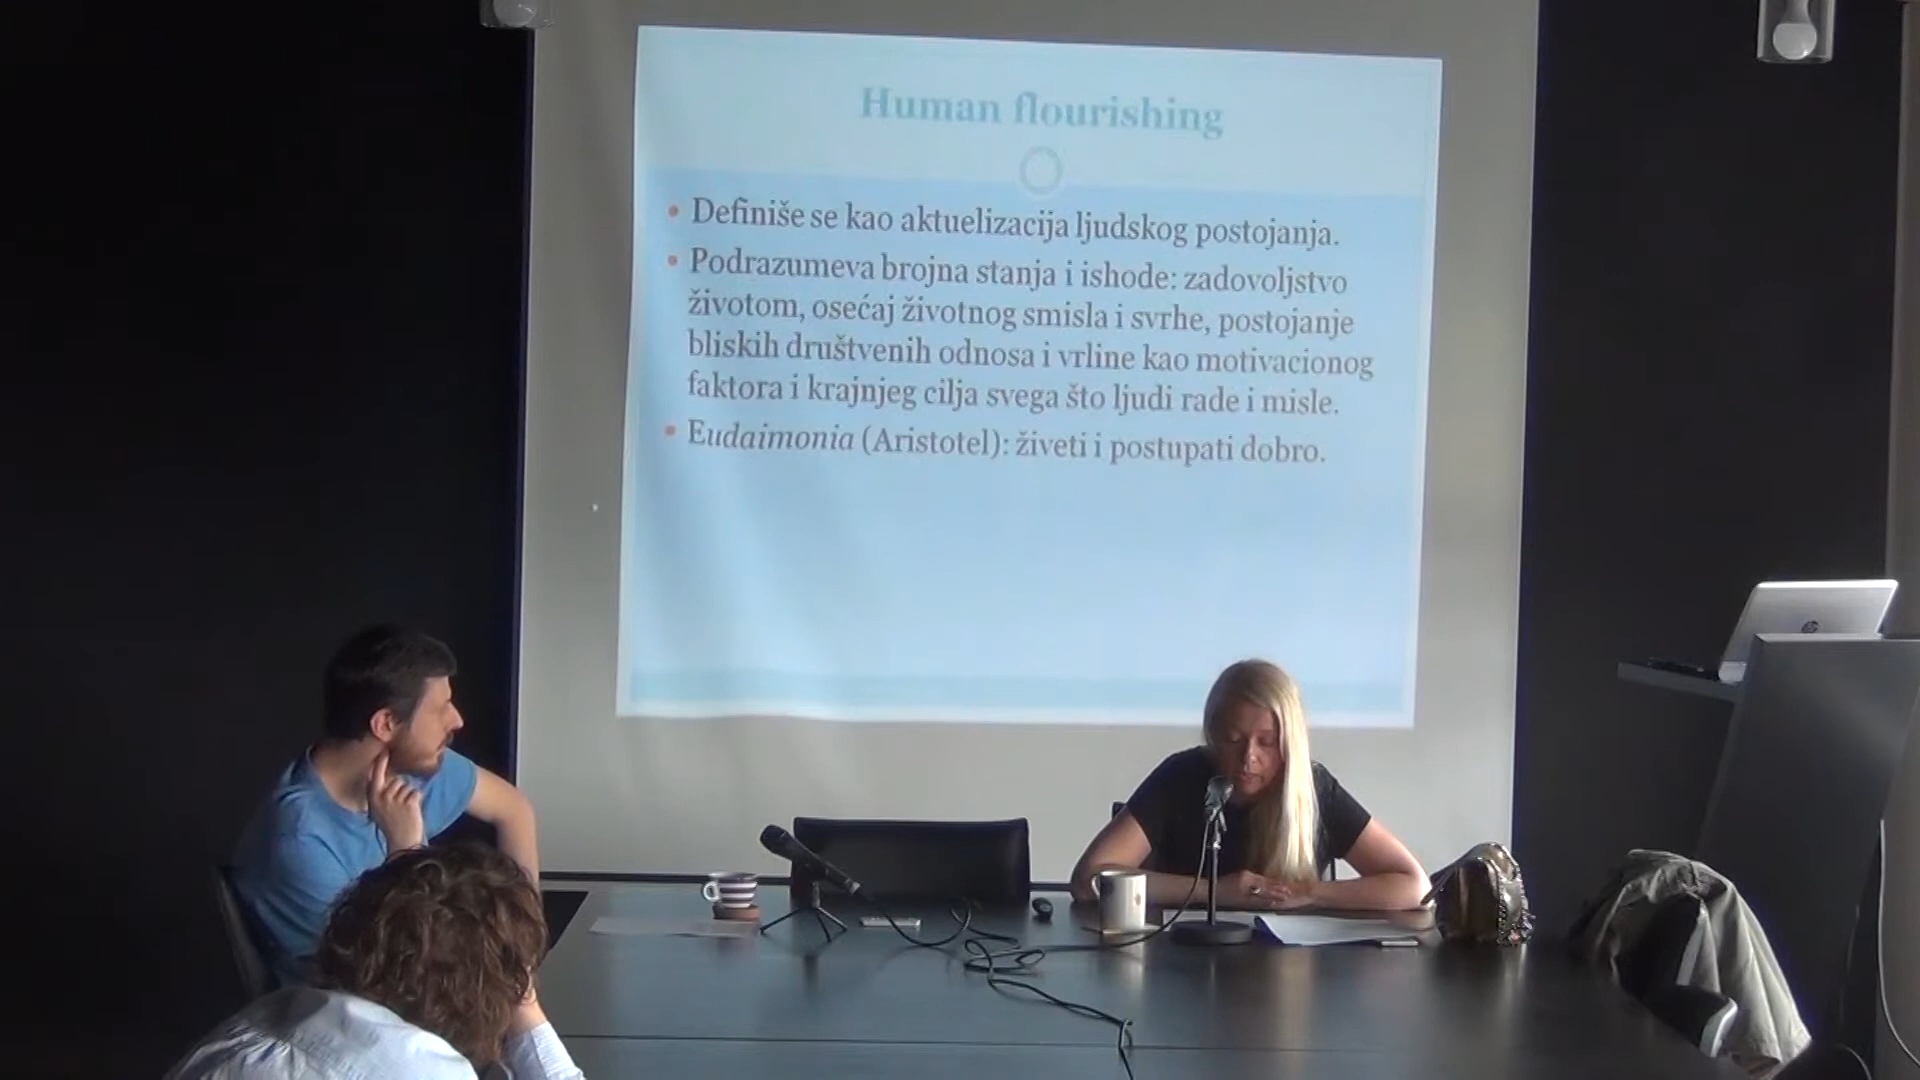 Human flourishing
• Definiše se kao aktuelizacija ljudskog postojanja.
• Podrazumeva brojna stanja i ishode: zadovoljstvo
životom, osećaj životnog smisla i svrhe, postojanje
bliskih društvenih odnosa i vrline kao motivacionog
faktora i krajnjeg cilja svega što ljudi rade i misle.
• Eudaimonia (Aristotel): živeti i postupati dobro.
hp